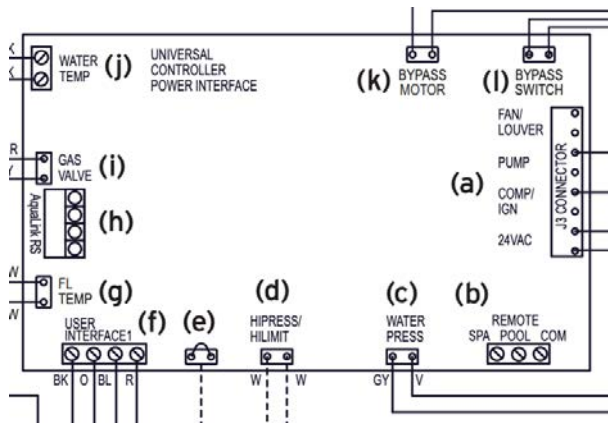 K
K
WATER
TEMP
(j)
UNIVERSAL
CONTROLLER
POWER INTERFACE
(k)
BYPASS
MOTOR
(l)
BYPASS
SWITCH
FAN/
LOUVER
PUMP
COMP/
IGN
24VAC
(a)
J3 CONNECTOR
R
Y
GAS
VALVE
(i)
AquaLink RS
(h)
W
W
FL
TEMP
(g)
USER
INTERFACE1
(f)
(e)
(d)
HIPRESS/
HILIMIT
(c)
WATER
PRESS
(b)
REMOTE
SPA POOL COM
BK O BL R
W W
GY V